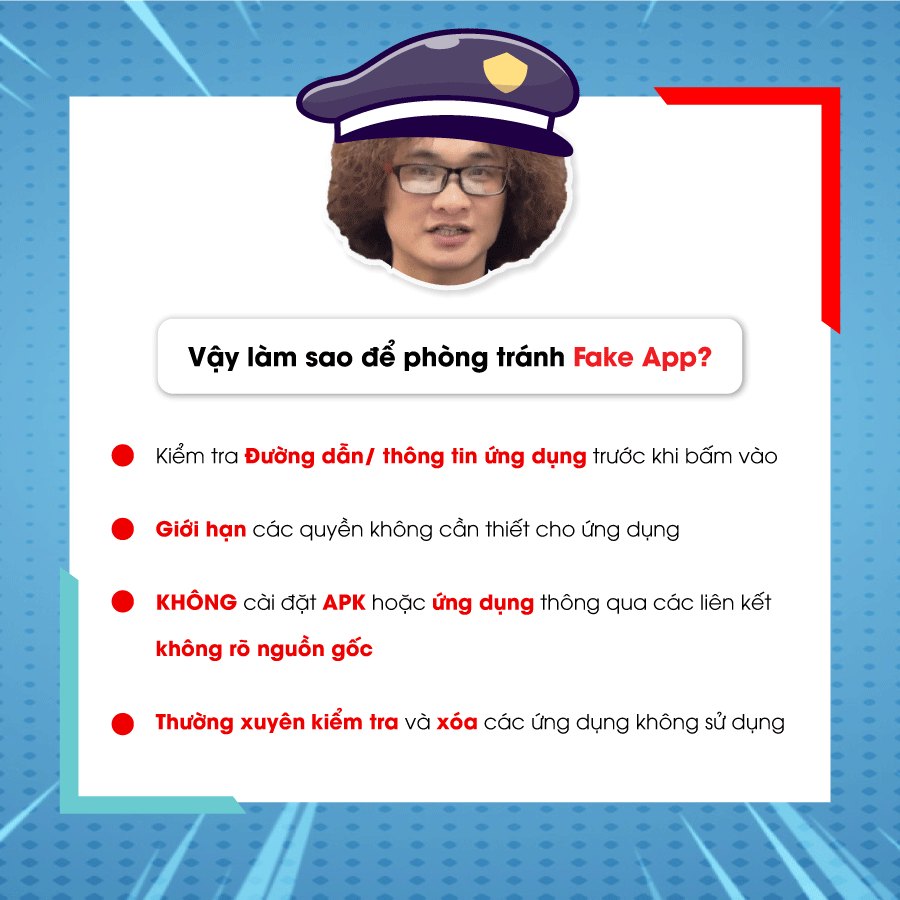 Vậy làm sao để phòng tránh Fake App?
Kiểm tra Đường dẫn/ thông tin ứng dụng trước khi bấm vào
Giới hạn các quyền không cần thiết cho ứng dụng
KHÔNG cài đặt APK hoặc ứng dụng thông qua các liên kết
không rõ nguồn gốc
Thường xuyên kiểm tra và xóa các ứng dụng không sử dụng